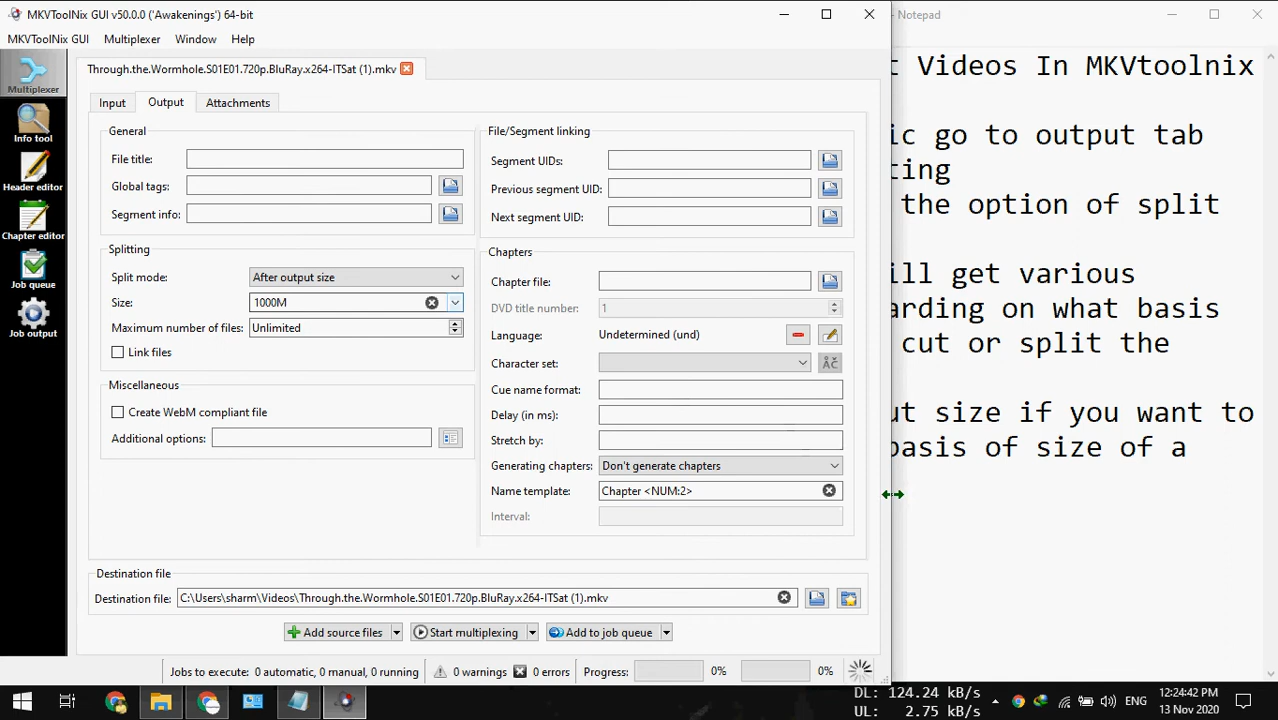 MKVToolNix GUI v50.0.0 ('Awakenings') 64-bit
- Notepad
MKVToolNix GUI
Multiplexer
Window
Help
Through.the.Wormhole.S01E01.720p.BluRay.x264-ITSat (1).mkv
Multiplexer
Info tool
Header editor
Chapter editor
Job queue
Job output
Input
Output
Attachments
General
File title:
Global tags:
Segment info:
Splitting
Split mode: After output size
Size: 1000M
Maximum number of files: Unlimited
Link files
Miscellaneous
Create WebM compliant file
Additional options:
File/Segment linking
Segment UIDs:
Previous segment UID:
Next segment UID:
Chapters
Chapter file:
DVD title number: 1
Language: Undetermined (und)
Character set:
ÅĆ
Cue name format:
Delay (in ms):
Stretch by:
Generating chapters: Don't generate chapters
Name template: Chapter <NUM:2>
Interval:
Destination file
Destination file: C:\Users\sharm\Videos\Through.the.Wormhole.S01E01.720p.BluRay.x264-ITSat (1).mkv
Add source files
Start multiplexing
Add to job queue
Jobs to execute: 0 automatic, 0 manual, 0 running
0 warnings
0 errors
Progress: 0% 0%
t Videos In MKVtoolnix
ic go to output tab
ting
the option of split
ill get various
arding on what basis
cut or split the
ut size if you want to
basis of size of a
DL: 124.24 kB/s
UL: 2.75 kB/s
ENG
12:24:42 PM
13 Nov 2020